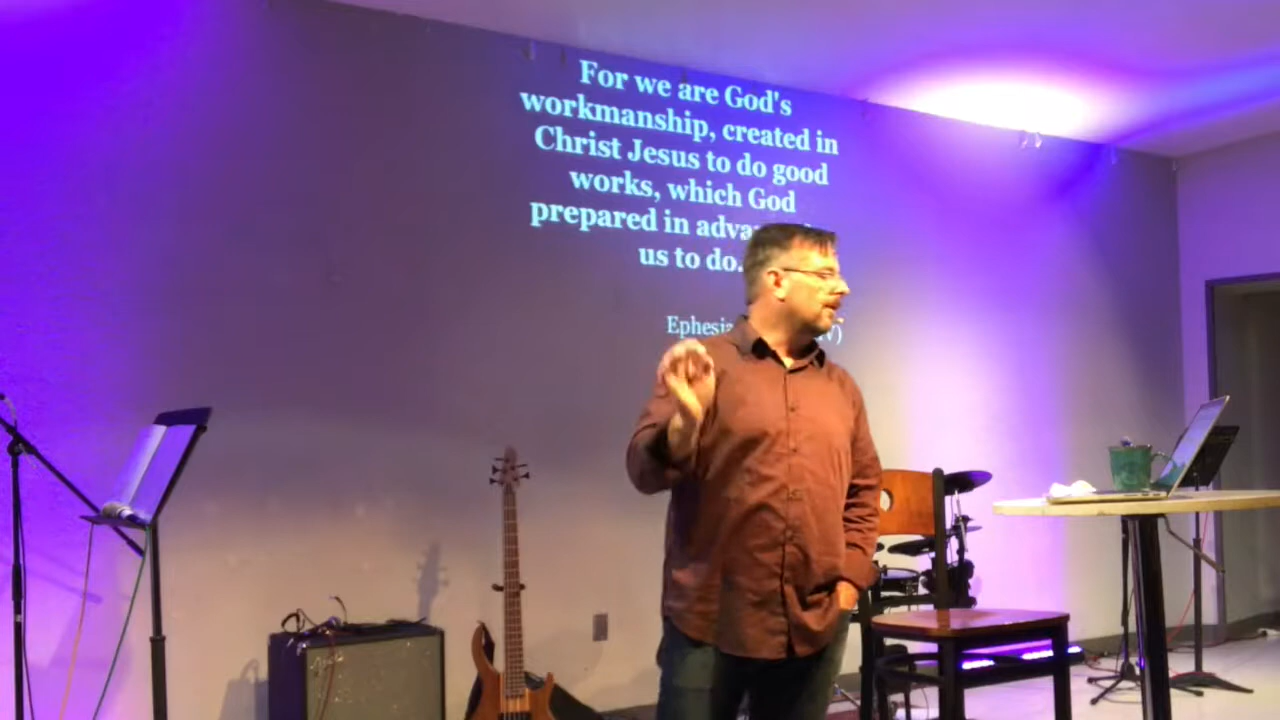 For we are God's
workmanship, created in
Christ Jesus to do good
works, which God
prepared in
us to do.